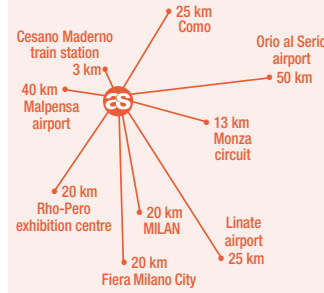 25 km
Como
Cesano Maderno
train station
3 km
Orio al Serio
airport
50 km
40 km
Malpensa
airport
as
13 km
Monza
circuit
20 km
Rho-Pero
exhibition centre
20 km
MILAN
Linate
airport
25 km
20 km
Fiera Milano City